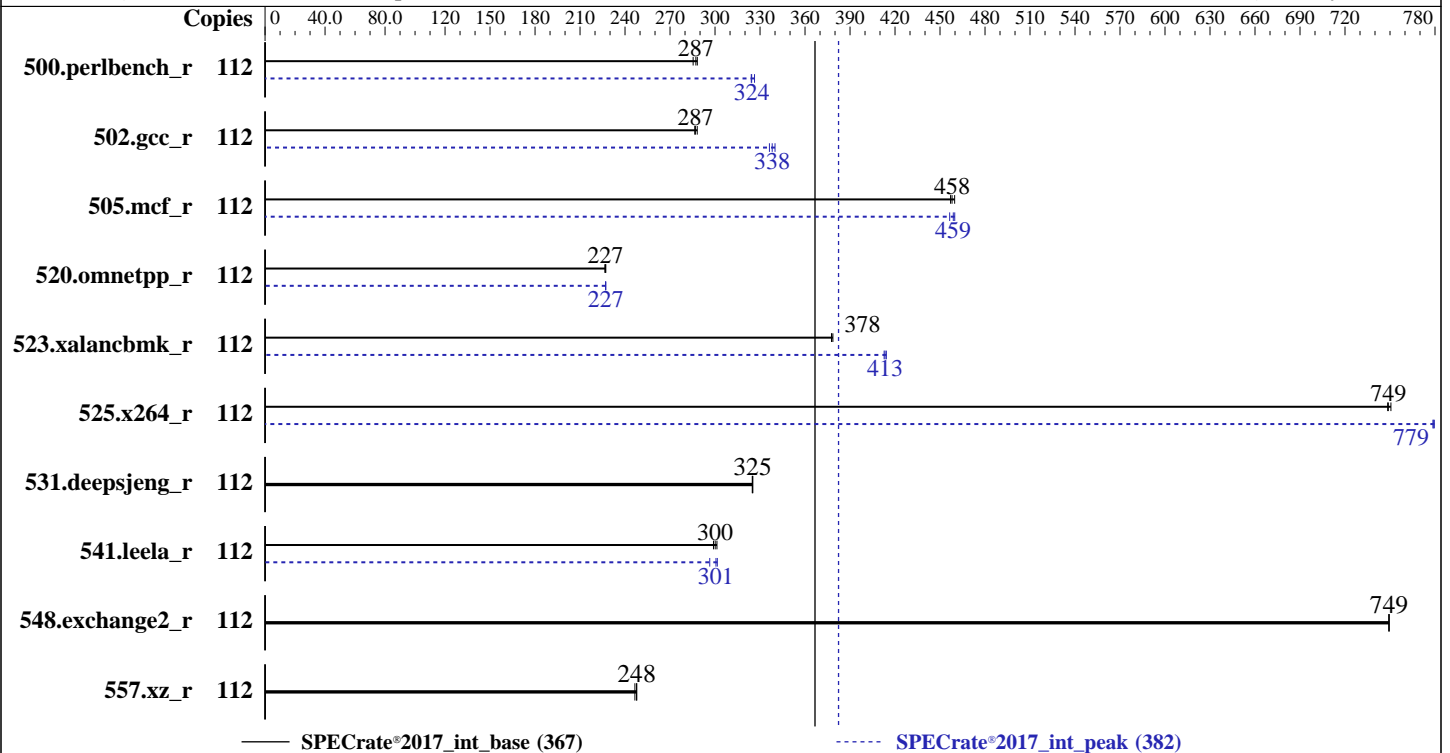 Copies 0 40.0 80.0 120 150 180 210 240 270 300 330 360 390 420 450 480 510 540 570 600 630 660 690 720 780
500.perlbench_r 112 287
324
502.gcc_r 112 287
338
505.mcf_r 112 458
459
520.omnetpp_r 112 227
227
523.xalancbmk_r 112 378
413
525.x264_r 112 749
779
531.deepsjeng_r 112 325
541.leela_r 112 300
301
548.exchange2_r 112 749
557.xz_r 112 248
SPECrate®2017_int_base (367) SPECrate®2017_int_peak (382)